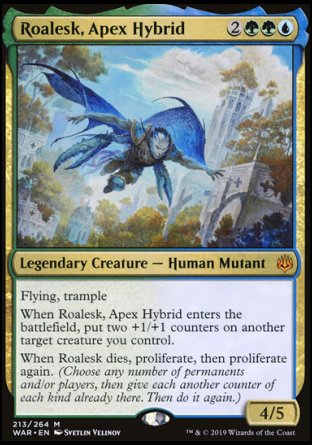 Roalesk, Apex Hybrid 2
Legendary Creature — Human Mutant
Flying, trample
When Roalesk, Apex Hybrid enters the
battlefield, put two +1/+1 counters on another
target creature you control.
When Roalesk dies, proliferate, then proliferate
again. (Choose any number of permanents
and/or players, then give each another counter
of each kind already there. Then do it again.)
4/5
213/264 M
WAR • EN Svetlin Velinov
™ & © 2019 Wizards of the Coast